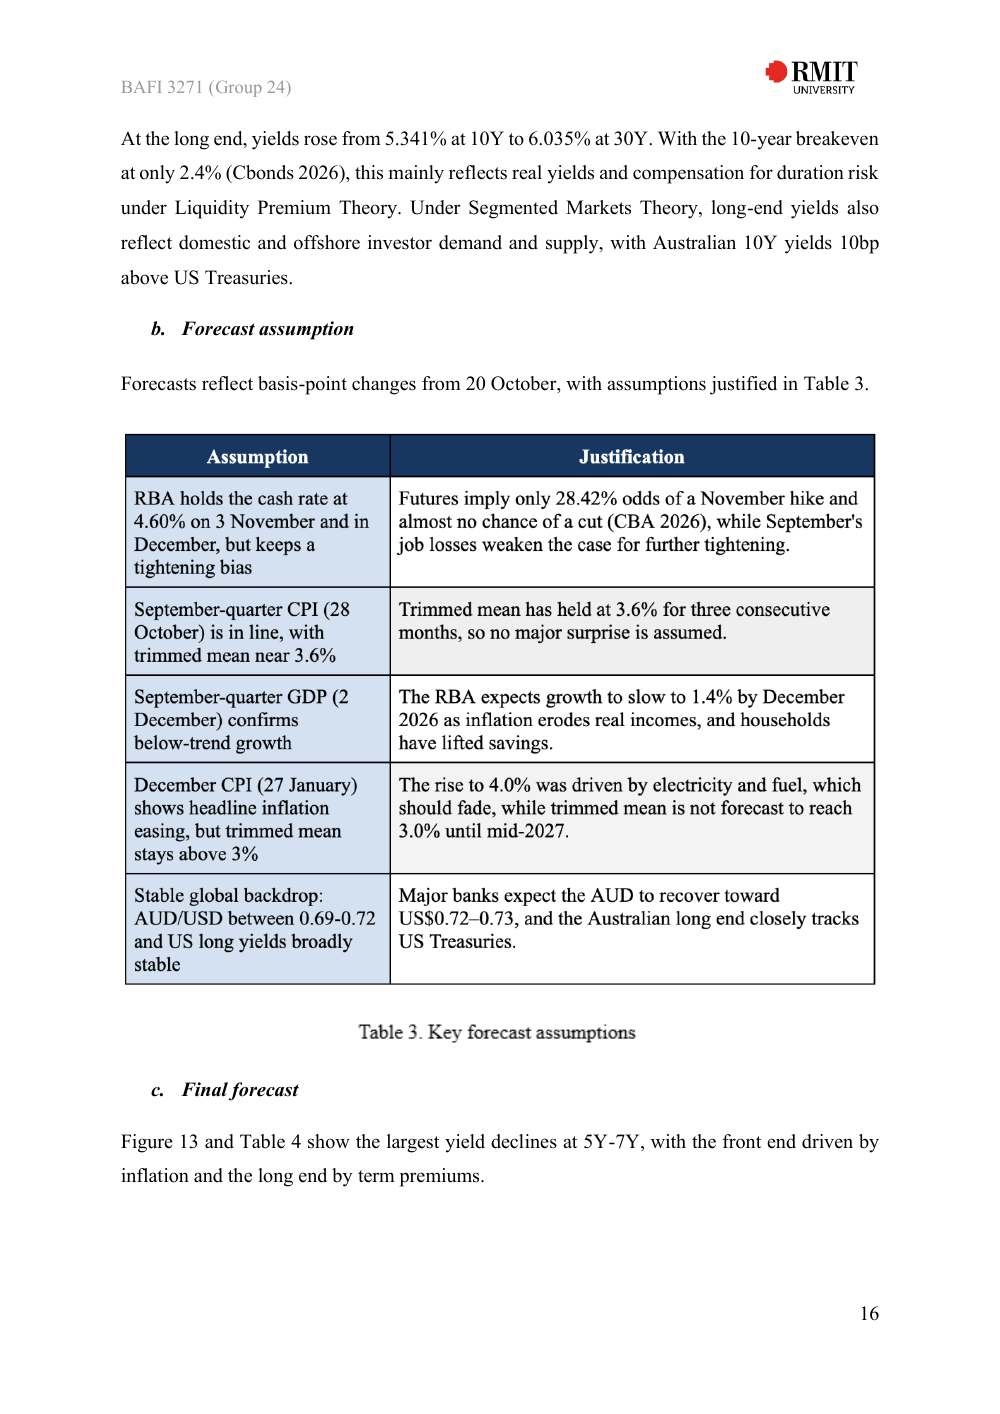 BAFI 3271 (Group 24)
RMIT
UNIVERSITY
At the long end, yields rose from 5.341% at 10Y to 6.035% at 30Y. With the 10-year breakeven
at only 2.4% (Cbonds 2026), this mainly reflects real yields and compensation for duration risk
under Liquidity Premium Theory. Under Segmented Markets Theory, long-end yields also
reflect domestic and offshore investor demand and supply, with Australian 10Y yields 10bp
above US Treasuries.
b. Forecast assumption
Forecasts reflect basis-point changes from 20 October, with assumptions justified in Table 3.
Assumption
Justification
RBA holds the cash rate at
4.60% on 3 November and in
December, but keeps a
tightening bias
Futures imply only 28.42% odds of a November hike and
almost no chance of a cut (CBA 2026), while September's
job losses weaken the case for further tightening.
September-quarter CPI (28
October) is in line, with
trimmed mean near 3.6%
Trimmed mean has held at 3.6% for three consecutive
months, so no major surprise is assumed.
September-quarter GDP (2
December) confirms
below-trend growth
The RBA expects growth to slow to 1.4% by December
2026 as inflation erodes real incomes, and households
have lifted savings.
December CPI (27 January)
shows headline inflation
easing, but trimmed mean
stays above 3%
The rise to 4.0% was driven by electricity and fuel, which
should fade, while trimmed mean is not forecast to reach
3.0% until mid-2027.
Stable global backdrop:
AUD/USD between 0.69-0.72
and US long yields broadly
stable
Major banks expect the AUD to recover toward
US$0.72–0.73, and the Australian long end closely tracks
US Treasuries.
Table 3. Key forecast assumptions
c. Final forecast
Figure 13 and Table 4 show the largest yield declines at 5Y-7Y, with the front end driven by
inflation and the long end by term premiums.
16